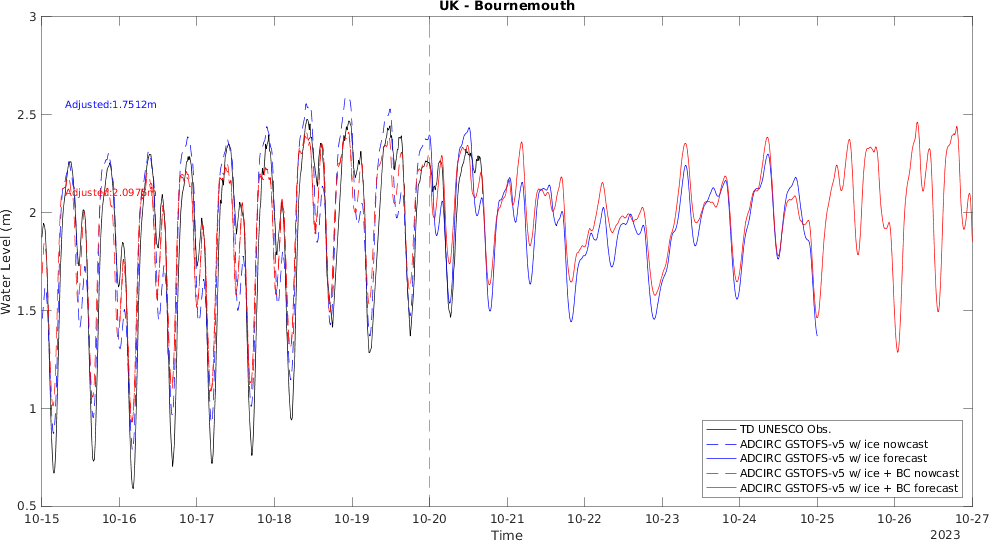 UK - Bournemouth
3
2.5
2
1.5
1
0.5
Water Level (m)
Adjusted:1.7512m
Adjusted:2.0975m
TD UNESCO Obs.
ADCIRC GSTOFS-v5 w/ ice nowcast
ADCIRC GSTOFS-v5 w/ ice forecast
ADCIRC GSTOFS-v5 w/ ice + BC nowcast
ADCIRC GSTOFS-v5 w/ ice + BC forecast
10-15 10-16 10-17 10-18 10-19 10-20 10-21 10-22 10-23 10-24 10-25 10-26 10-27
Time
2023